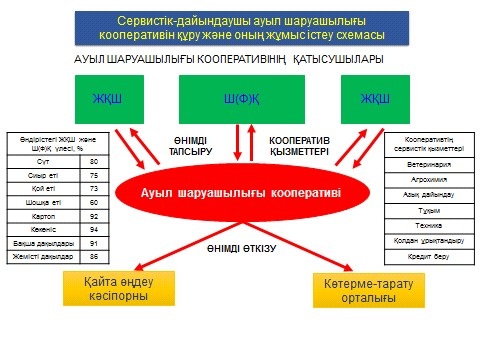 Сервистік-дайындаушы ауыл шаруашылығы
кооперативін құру және оның жұмыс істеу схемасы
АУЫЛ ШАРУАШЫЛЫҒЫ КООПЕРАТИВІНІҢ ҚАТЫСУШЫЛАРЫ
ЖҚШ
Ш(Ф)Қ
ЖҚШ
ӨНІМДІ
ТАПСЫРУ
КООПЕРАТИВ
ҚЫЗМЕТТЕРІ
Өндірістегі ЖҚШ және
Ш(Ф)Қ үлесі, %
Сүт 80
Сиыр еті 75
Қой еті 73
Шошқа еті 60
Картоп 92
Көкөніс 94
Бақша дақылдары 91
Жемісті дақылдар 86
Ауыл шаруашылығы кооперативі
Кооперативтің
сервистік қызметтері
Ветеринария
Агрохимия
Азық дайындау
Тұқым
Техника
Қолдан ұрықтандыру
Кредит беру
ӨНІМДІ ӨТКІЗУ
Қайта өңдеу
кәсіпорны
Көтерме-тарату
орталығы